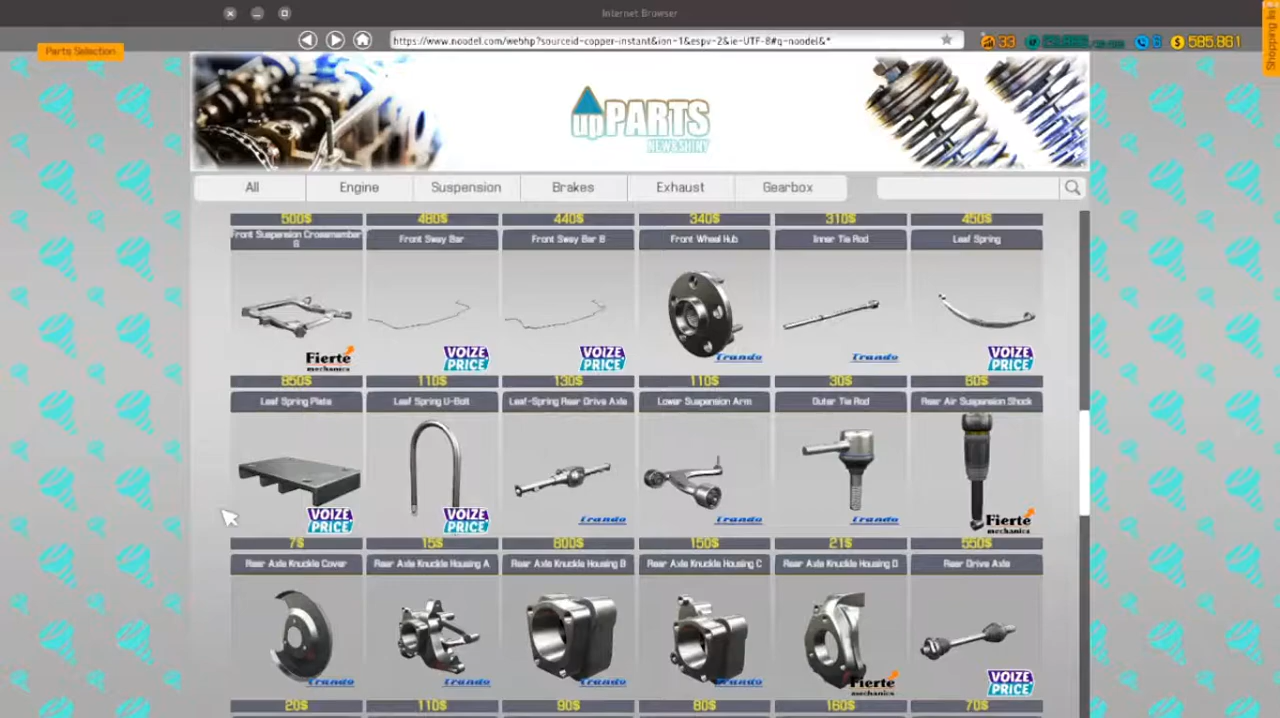 Internet Browser
https://www.noodel.com/webhp?sourceid-copper-instant&ion-1&espv-2&ie-UTF-8#q-noodel&*
33
585,861
Parts Selection
Shopping list
upPARTS
NEW&SHINY
All
Engine
Suspension
Brakes
Exhaust
Gearbox
500$
480$
440$
340$
310$
450$
Front Suspension Crossmember B
Front Sway Bar
Front Sway Bar B
Front Wheel Hub
Inner Tie Rod
Leaf Spring
Fierté mechanics
VOIZE PRICE
VOIZE PRICE
Trando
Trando
VOIZE PRICE
850$
110$
130$
110$
30$
60$
Leaf Spring Plate
Leaf Spring U-Bolt
Leaf-Spring Rear Drive Axle
Lower Suspension Arm
Outer Tie Rod
Rear Air Suspension Shock
VOIZE PRICE
VOIZE PRICE
Trando
Trando
Trando
Fierté mechanics
7$
15$
600$
150$
21$
550$
Rear Axle Knuckle Cover
Rear Axle Knuckle Housing A
Rear Axle Knuckle Housing B
Rear Axle Knuckle Housing C
Rear Axle Knuckle Housing D
Rear Drive Axle
Trando
Trando
Trando
Trando
Fierté mechanics
VOIZE PRICE
20$
110$
90$
80$
160$
70$